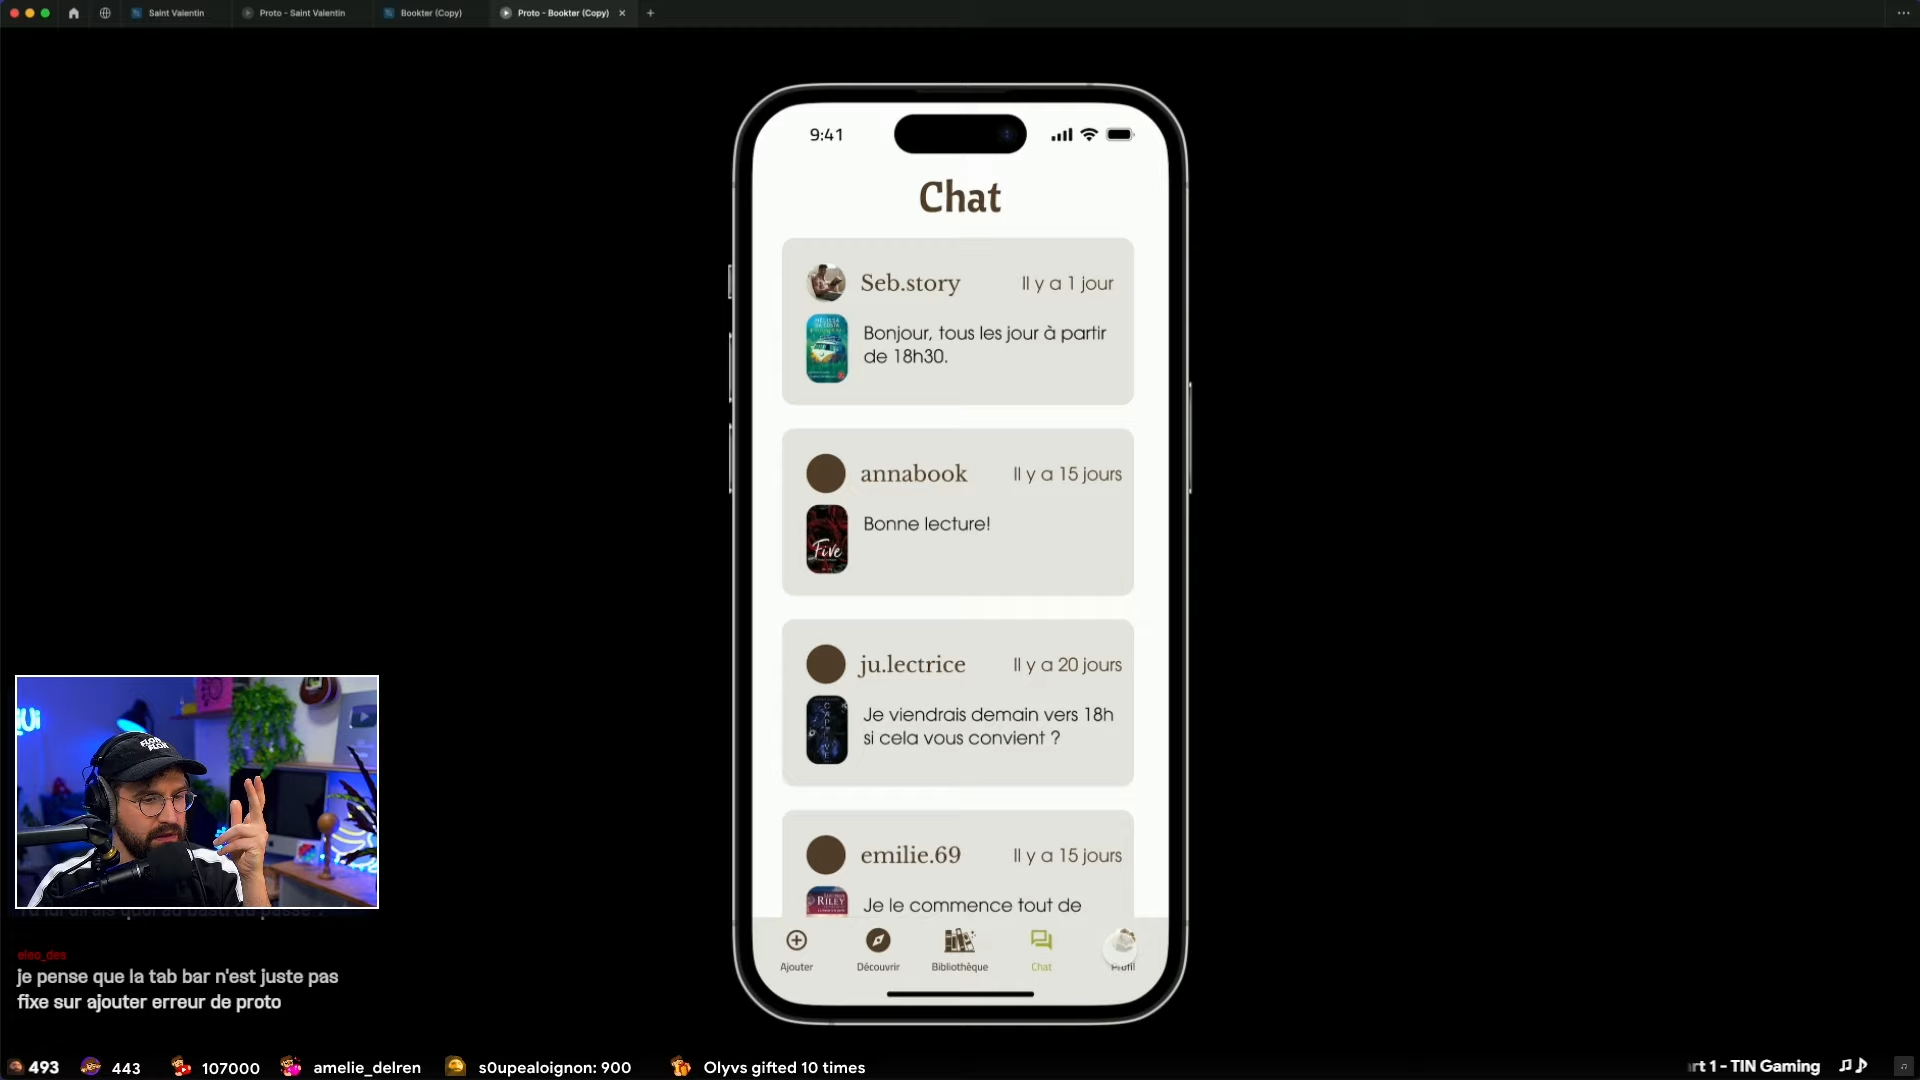 Saint Valentin
Proto - Saint Valentin
Bookter (Copy)
Proto - Bookter (Copy)
9:41
Chat
Seb.story
Il y a 1 jour
Bonjour, tous les jour à partir
de 18h30.
annabook
Il y a 15 jours
Five
Bonne lecture!
ju.lectrice
Il y a 20 jours
Je viendrais demain vers 18h
si cela vous convient ?
emilie.69
Il y a 15 jours
RILEY
Je le commence tout de
Ajouter
Découvrir
Bibliothèque
Chat
Profil
FLON
FLON
eleo_des
je pense que la tab bar n'est juste pas
fixe sur ajouter erreur de proto
493
443
107000
amelie_delren
s0upealoignon: 900
Olyvs gifted 10 times
rt 1 - TIN Gaming